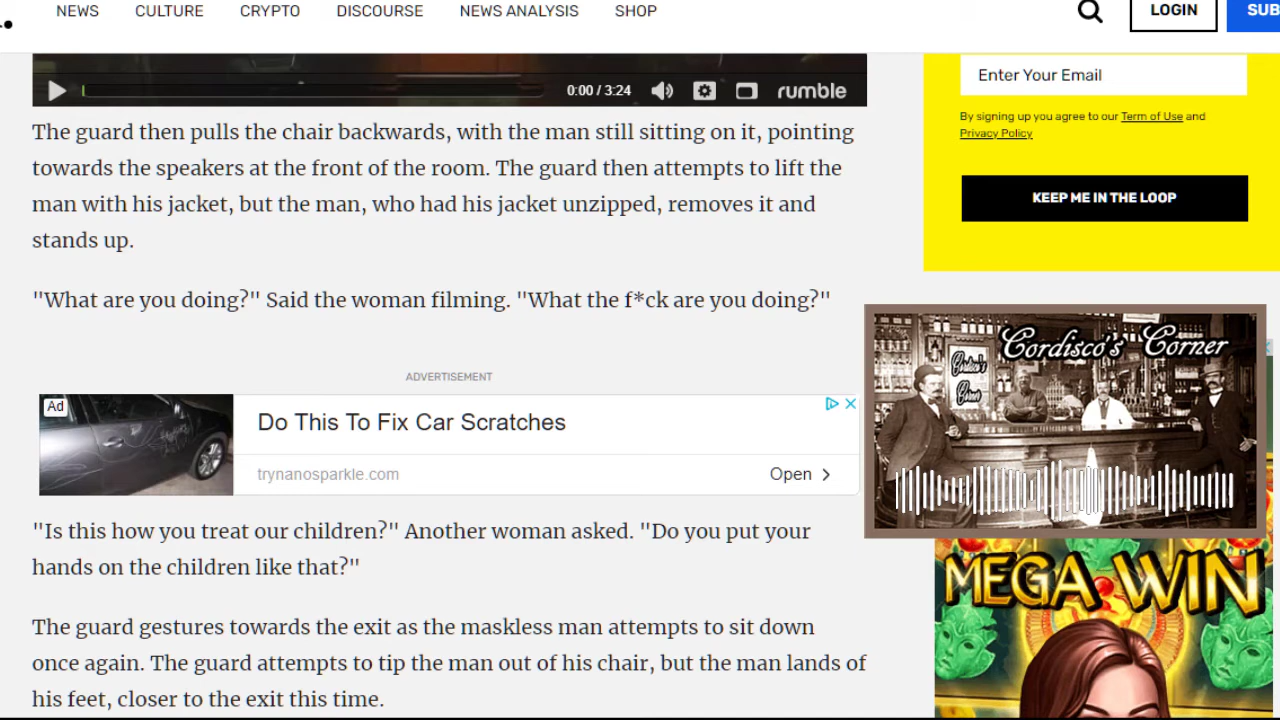 NEWS CULTURE CRYPTO DISCOURSE NEWS ANALYSIS SHOP
LOGIN
SUB
0:00 / 3:24
rumble
The guard then pulls the chair backwards, with the man still sitting on it, pointing
towards the speakers at the front of the room. The guard then attempts to lift the
man with his jacket, but the man, who had his jacket unzipped, removes it and
stands up.
"What are you doing?" Said the woman filming. "What the f*ck are you doing?"
ADVERTISEMENT
Ad
Do This To Fix Car Scratches
trynanosparkle.com
Open
"Is this how you treat our children?" Another woman asked. "Do you put your
hands on the children like that?"
The guard gestures towards the exit as the maskless man attempts to sit down
once again. The guard attempts to tip the man out of his chair, but the man lands of
his feet, closer to the exit this time.
Enter Your Email
By signing up you agree to our Term of Use and
Privacy Policy
KEEP ME IN THE LOOP
Cordisco's Corner
Cordisco's
Corner
MEGA WIN